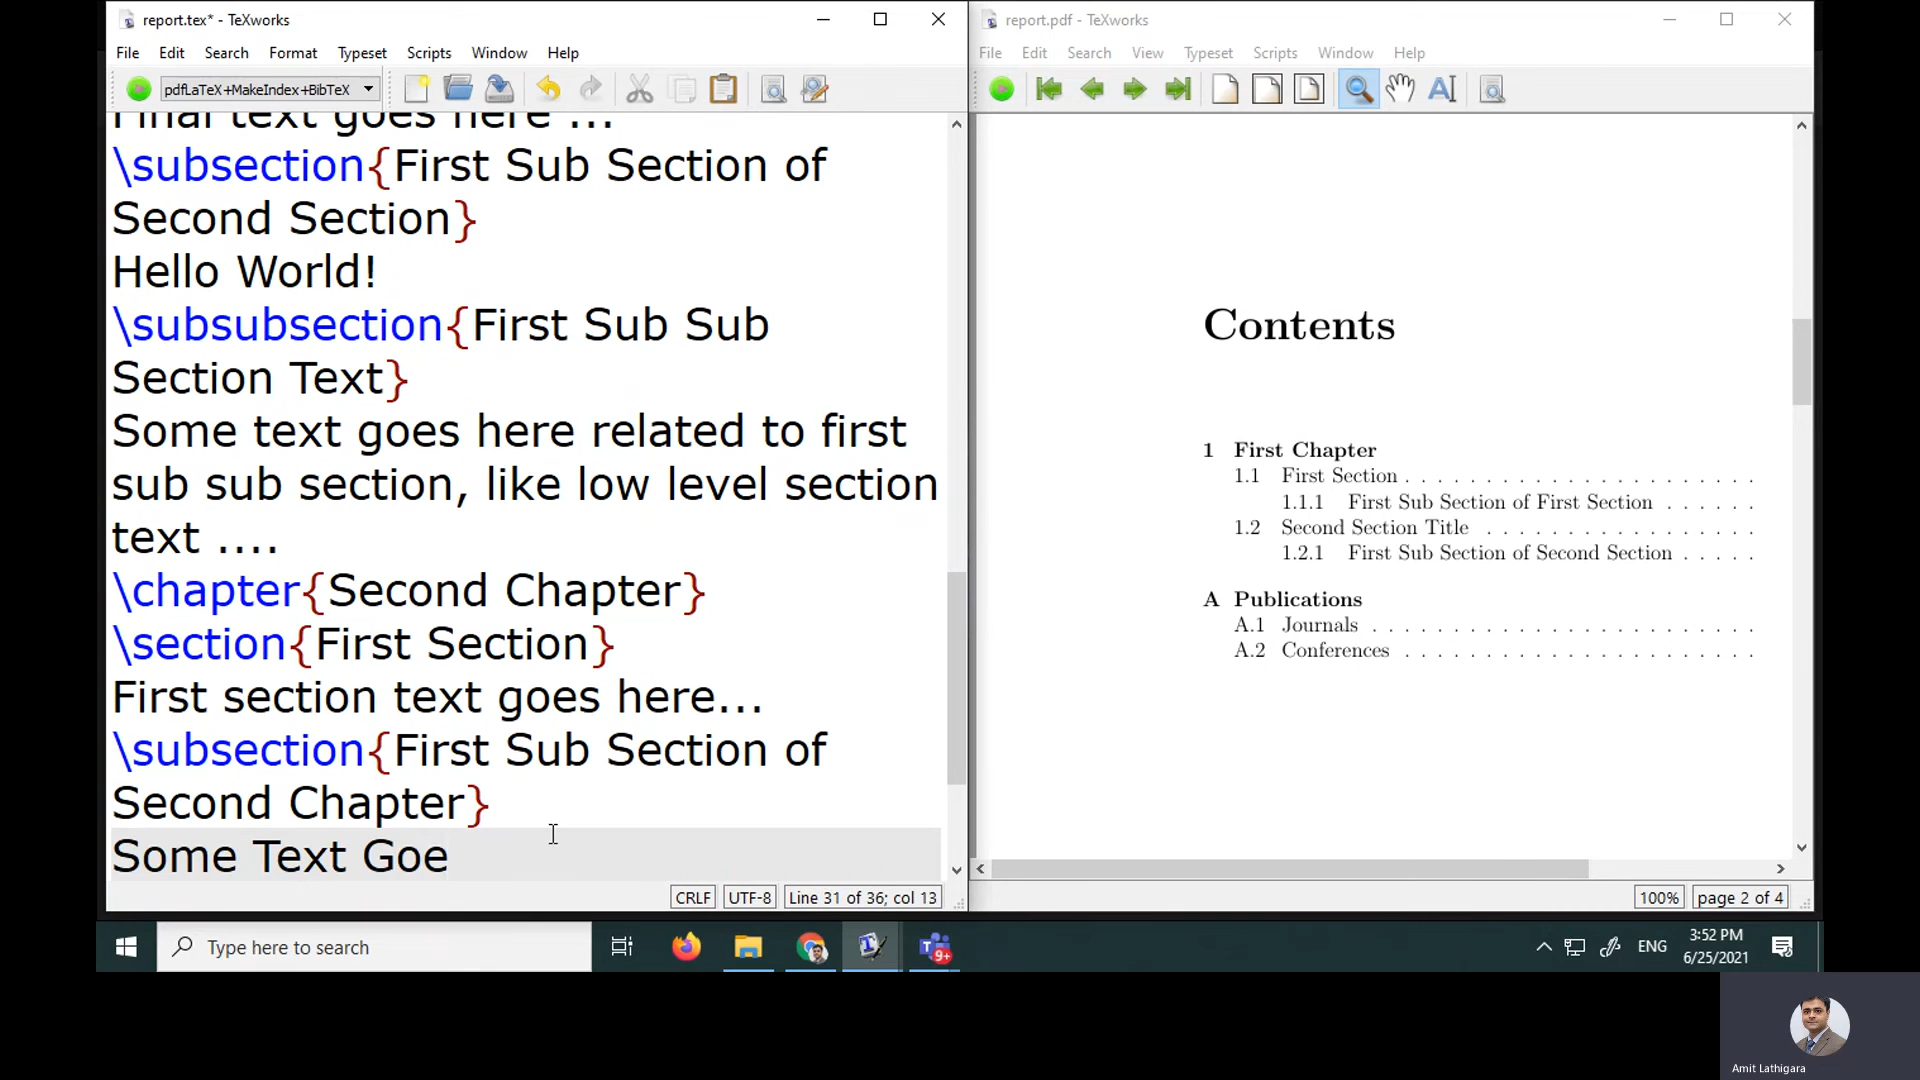 report.tex* - TeXworks
File Edit Search Format Typeset Scripts Window Help
pdfLaTeX+MakeIndex+BibTeX
Final text goes here ...
\subsection{First Sub Section of
Second Section}
Hello World!
\subsubsection{First Sub Sub
Section Text}
Some text goes here related to first
sub sub section, like low level section
text ....
\chapter{Second Chapter}
\section{First Section}
First section text goes here...
\subsection{First Sub Section of
Second Chapter}
Some Text Goe
CRLF UTF-8 Line 31 of 36; col 13
report.pdf - TeXworks
File Edit Search View Typeset Scripts Window Help
Contents
1 First Chapter
1.1 First Section . . . . . . . . . . . . . . . . . . . . . .
1.1.1 First Sub Section of First Section . . . . . .
1.2 Second Section Title . . . . . . . . . . . . . . . . .
1.2.1 First Sub Section of Second Section . . . . .
A Publications
A.1 Journals . . . . . . . . . . . . . . . . . . . . . . . .
A.2 Conferences . . . . . . . . . . . . . . . . . . . . . .
100% page 2 of 4
Type here to search
9+
ENG
3:52 PM
6/25/2021
Amit Lathigara